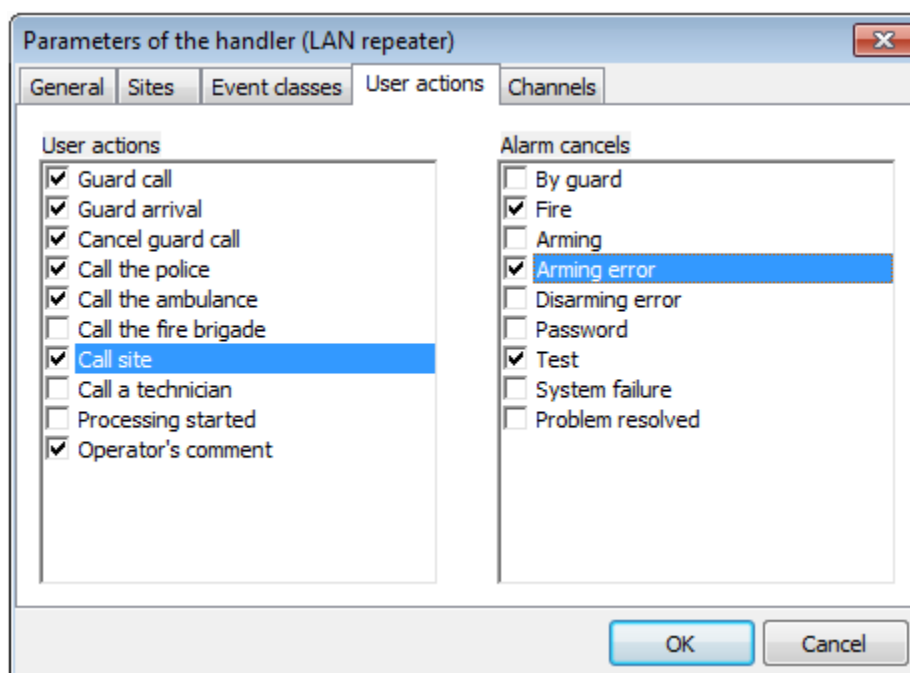 Parameters of the handler (LAN repeater)
General Sites Event classes User actions Channels
User actions
Guard call
Guard arrival
Cancel guard call
Call the police
Call the ambulance
Call the fire brigade
Call site
Call a technician
Processing started
Operator's comment
Alarm cancels
By guard
Fire
Arming
Arming error
Disarming error
Password
Test
System failure
Problem resolved
OK Cancel